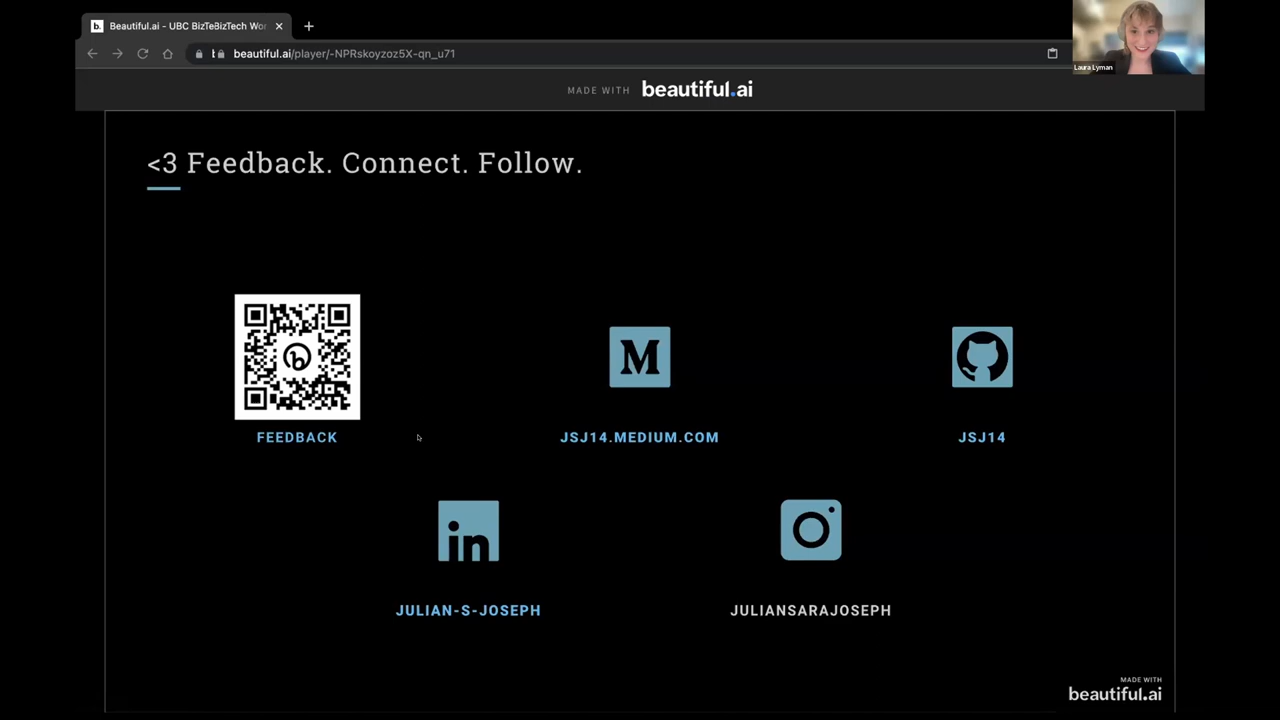 Beautiful.ai - UBC BizTeBizTech Wor
beautiful.ai/player/-NPRskoyzoz5X-qn_u71
Laura Lyman
MADE WITH beautiful.ai
<3 Feedback. Connect. Follow.
FEEDBACK
JSJ14.MEDIUM.COM
JSJ14
JULIAN-S-JOSEPH
JULIANSARAJOSEPH
MADE WITH
beautiful.ai